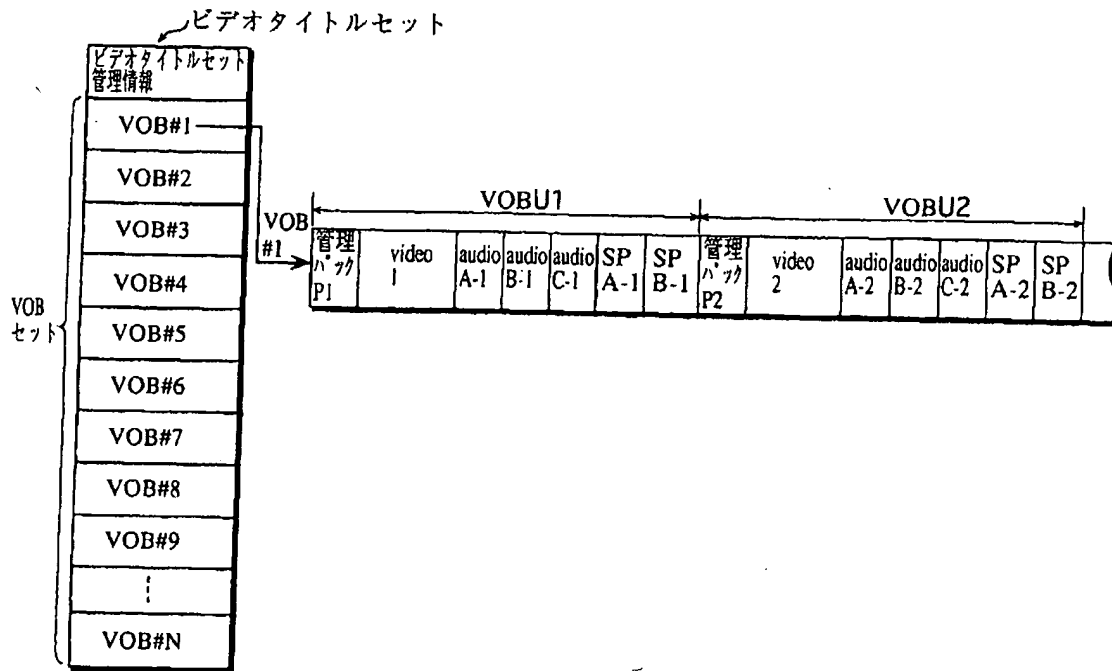 ビデオタイトルセット
ビデオタイトルセット
管理情報
VOB#1
VOB#2
VOB#3
VOB#4
VOB#5
VOB#6
VOB#7
VOB#8
VOB#9
VOB#N
VOB
セット
VOB
#1
VOBU1
VOBU2
管理
パック
P1
video
1
audio
A-1
audio
B-1
audio
C-1
SP
A-1
SP
B-1
管理
パック
P2
video
2
audio
A-2
audio
B-2
audio
C-2
SP
A-2
SP
B-2